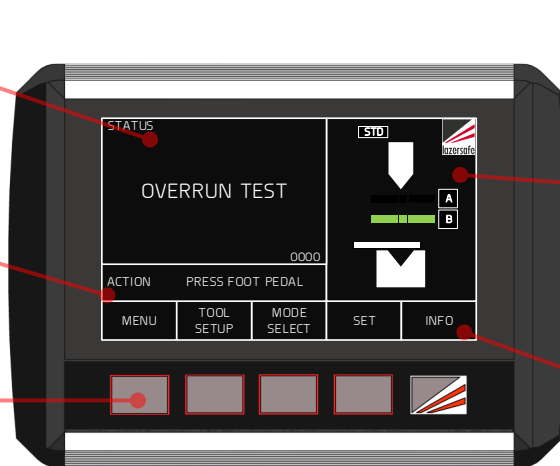 STATUS
STD
lazersafe
OVERRUN TEST
A
B
0000
ACTION PRESS FOOT PEDAL
MENU
TOOL
SETUP
MODE
SELECT
SET
INFO